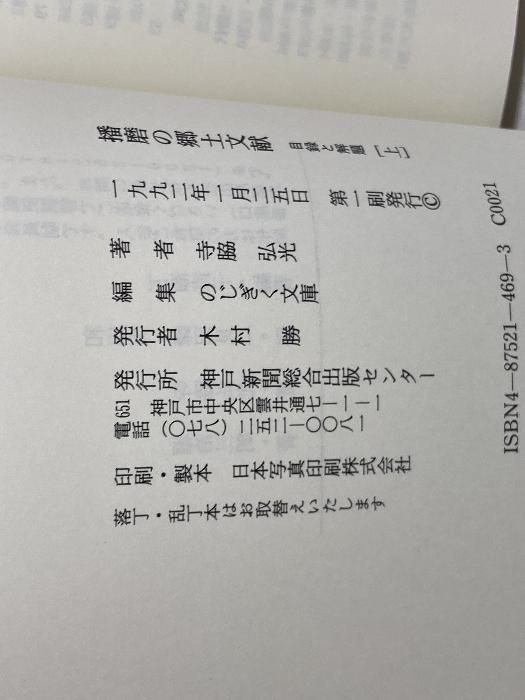 播磨の郷土文献 目録と解題［上］
一九九二年一月二五日 第一刷発行©
著者 寺脇 弘光
編集 のじぎく文庫
発行者 木村 勝
発行所 神戸新聞総合出版センター
651 神戸市中央区雲井通七—一—一
電話（〇七八）二五二—〇〇八一
印刷・製本 日本写真印刷株式会社
落丁・乱丁本はお取替えいたします
ISBN4—87521—469—3 C0021